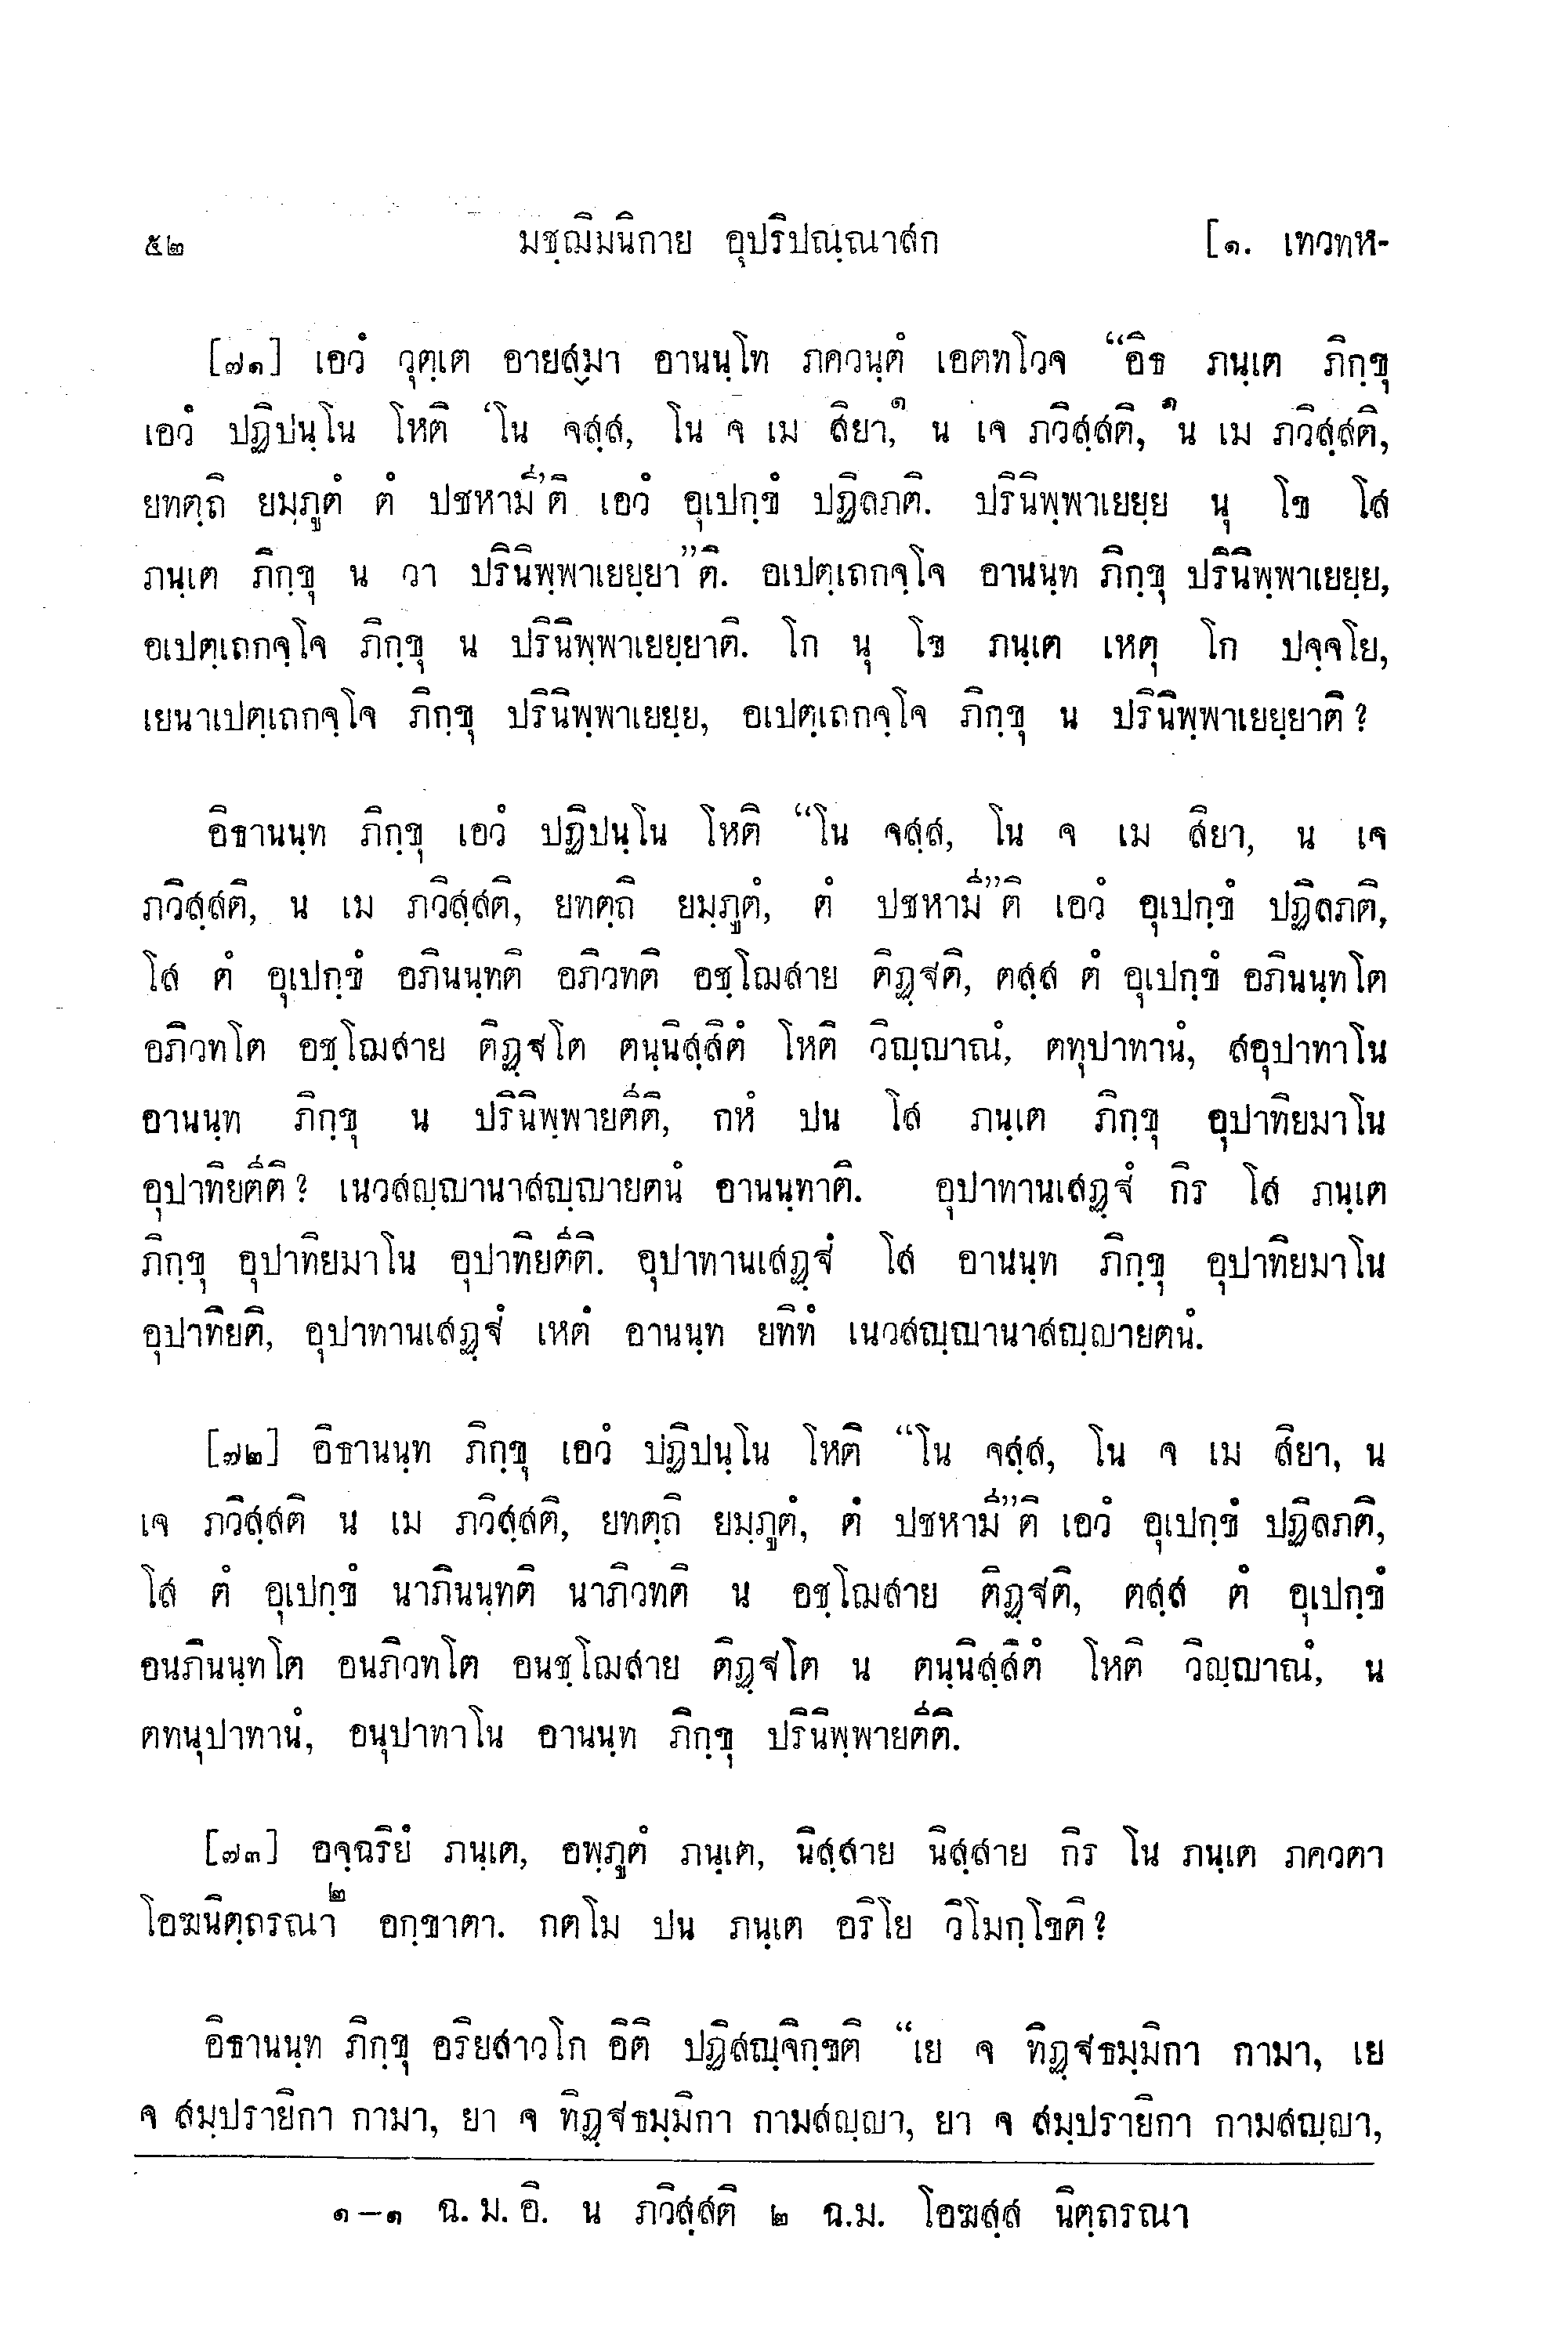 ๕๒ มชฺฌิมนิกาย อุปริปณฺณาสก [๑. เทวทห-
[๗๑] เอวํ วุตฺเต อายสฺมา อานนฺโท ภควนฺตํ เอตทโวจ “อิธ ภนฺเต ภิกฺขุ
เอวํ ปฏิปนฺโน โหติ ‘โน จสฺส, โน จ เม สิยา,๑ น เจ ภวิสฺสติ,๑ น เม ภวิสฺสติ,
ยทตฺถิ ยมฺภูตํ ตํ ปชหามี’ติ เอวํ อุเปกฺขํ ปฏิลภติ. ปรินิพฺพาเยยฺย นุ โข โส
ภนฺเต ภิกฺขุ น วา ปรินิพฺพาเยยฺยา”ติ. อเปตฺเถกจฺโจ อานนฺท ภิกฺขุ ปรินิพฺพาเยยฺย,
อเปตฺเถกจฺโจ ภิกฺขุ น ปรินิพฺพาเยยฺยาติ. โก นุ โข ภนฺเต เหตุ โก ปจฺจโย,
เยนาเปตฺเถกจฺโจ ภิกฺขุ ปรินิพฺพาเยยฺย, อเปตฺเถกจฺโจ ภิกฺขุ น ปรินิพฺพาเยยฺยาติ?
อิธานนฺท ภิกฺขุ เอวํ ปฏิปนฺโน โหติ “โน จสฺส, โน จ เม สิยา, น เจ
ภวิสฺสติ, น เม ภวิสฺสติ, ยทตฺถิ ยมฺภูตํ, ตํ ปชหามี”ติ เอวํ อุเปกฺขํ ปฏิลภติ,
โส ตํ อุเปกฺขํ อภินนฺทติ อภิวทติ อชฺโฌสาย ติฏฺฐติ, ตสฺส ตํ อุเปกฺขํ อภินนฺทโต
อภิวทโต อชฺโฌสาย ติฏฺฐโต ตนฺนิสฺสิตํ โหติ วิญฺญาณํ, ตทุปาทานํ, สอุปาทาโน
อานนฺท ภิกฺขุ น ปรินิพฺพายตีติ, กหํ ปน โส ภนฺเต ภิกฺขุ อุปาทิยมาโน
อุปาทิยตีติ? เนวสญฺญานาสญฺญายตนํ อานนฺทาติ. อุปาทานเสฏฺฐํ กิร โส ภนฺเต
ภิกฺขุ อุปาทิยมาโน อุปาทิยตีติ. อุปาทานเสฏฺฐํ โส อานนฺท ภิกฺขุ อุปาทิยมาโน
อุปาทิยติ, อุปาทานเสฏฺฐํ เหตํ อานนฺท ยทิทํ เนวสญฺญานาสญฺญายตนํ.
[๗๒] อิธานนฺท ภิกฺขุ เอวํ ปฏิปนฺโน โหติ “โน จสฺส, โน จ เม สิยา, น
เจ ภวิสฺสติ น เม ภวิสฺสติ, ยทตฺถิ ยมฺภูตํ, ตํ ปชหามี”ติ เอวํ อุเปกฺขํ ปฏิลภติ,
โส ตํ อุเปกฺขํ นาภินนฺทติ นาภิวทติ น อชฺโฌสาย ติฏฺฐติ, ตสฺส ตํ อุเปกฺขํ
อนภินนฺทโต อนภิวทโต อนชฺโฌสาย ติฏฺฐโต น ตนฺนิสฺสิตํ โหติ วิญฺญาณํ, น
ตทนุปาทานํ, อนุปาทาโน อานนฺท ภิกฺขุ ปรินิพฺพายตีติ.
[๗๓] อจฺฉริยํ ภนฺเต, อพฺภูตํ ภนฺเต, นิสฺสาย นิสฺสาย กิร โน ภนฺเต ภควตา
โอฆนิตฺถรณา๒ อกฺขาตา. กตโม ปน ภนฺเต อริโย วิโมกฺโขติ?
อิธานนฺท ภิกฺขุ อริยสาวโก อิติ ปฏิสญฺจิกฺขติ “เย จ ทิฏฺฐธมฺมิกา กามา, เย
จ สมฺปรายิกา กามา, ยา จ ทิฏฺฐธมฺมิกา กามสญฺญา, ยา จ สมฺปรายิกา กามสญฺญา,
๑–๑ ฉ.ม.อิ. น ภวิสฺสติ ๒ ฉ.ม. โอฆสฺส นิตฺถรณา